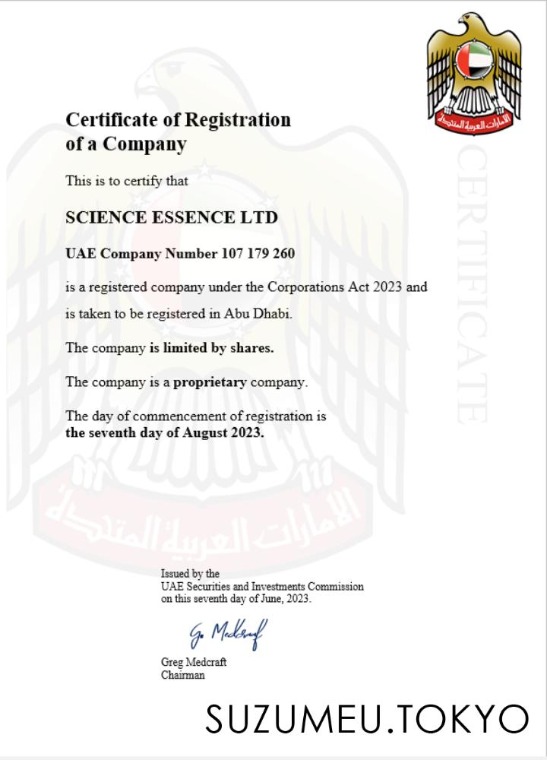 الامارات العربية المتحدة
Certificate of Registration
of a Company
This is to certify that
SCIENCE ESSENCE LTD
UAE Company Number 107 179 260
is a registered company under the Corporations Act 2023 and
is taken to be registered in Abu Dhabi.
The company is limited by shares.
The company is a proprietary company.
The day of commencement of registration is
the seventh day of August 2023.
CERTIFICATE
الامارات العربية المتحدة
Issued by the
UAE Securities and Investments Commission
on this seventh day of June, 2023.
Greg Medcraft
Chairman
SUZUMEU.TOKYO